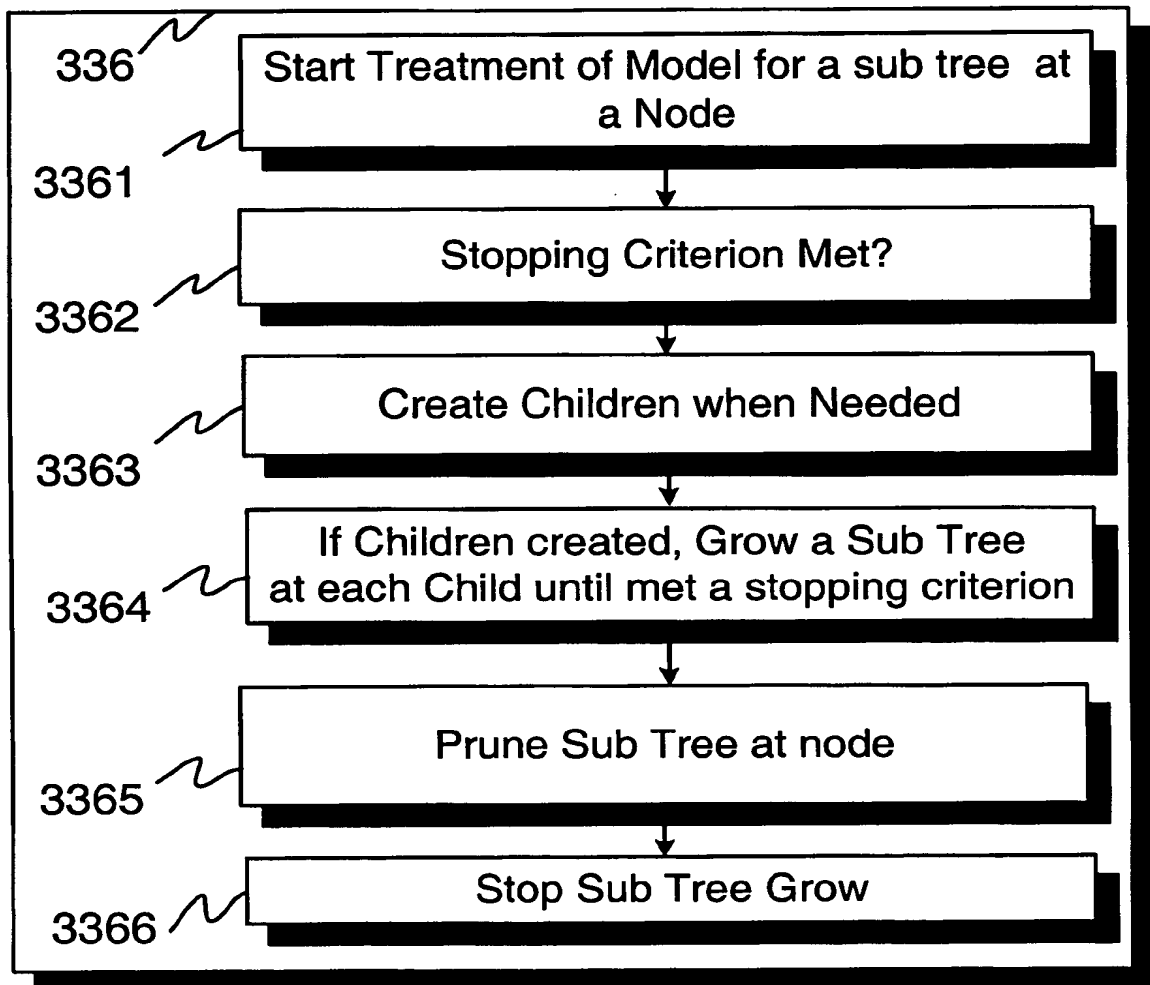 336
Start Treatment of Model for a sub tree at
a Node
3361
Stopping Criterion Met?
3362
Create Children when Needed
3363
If Children created, Grow a Sub Tree
at each Child until met a stopping criterion
3364
Prune Sub Tree at node
3365
Stop Sub Tree Grow
3366